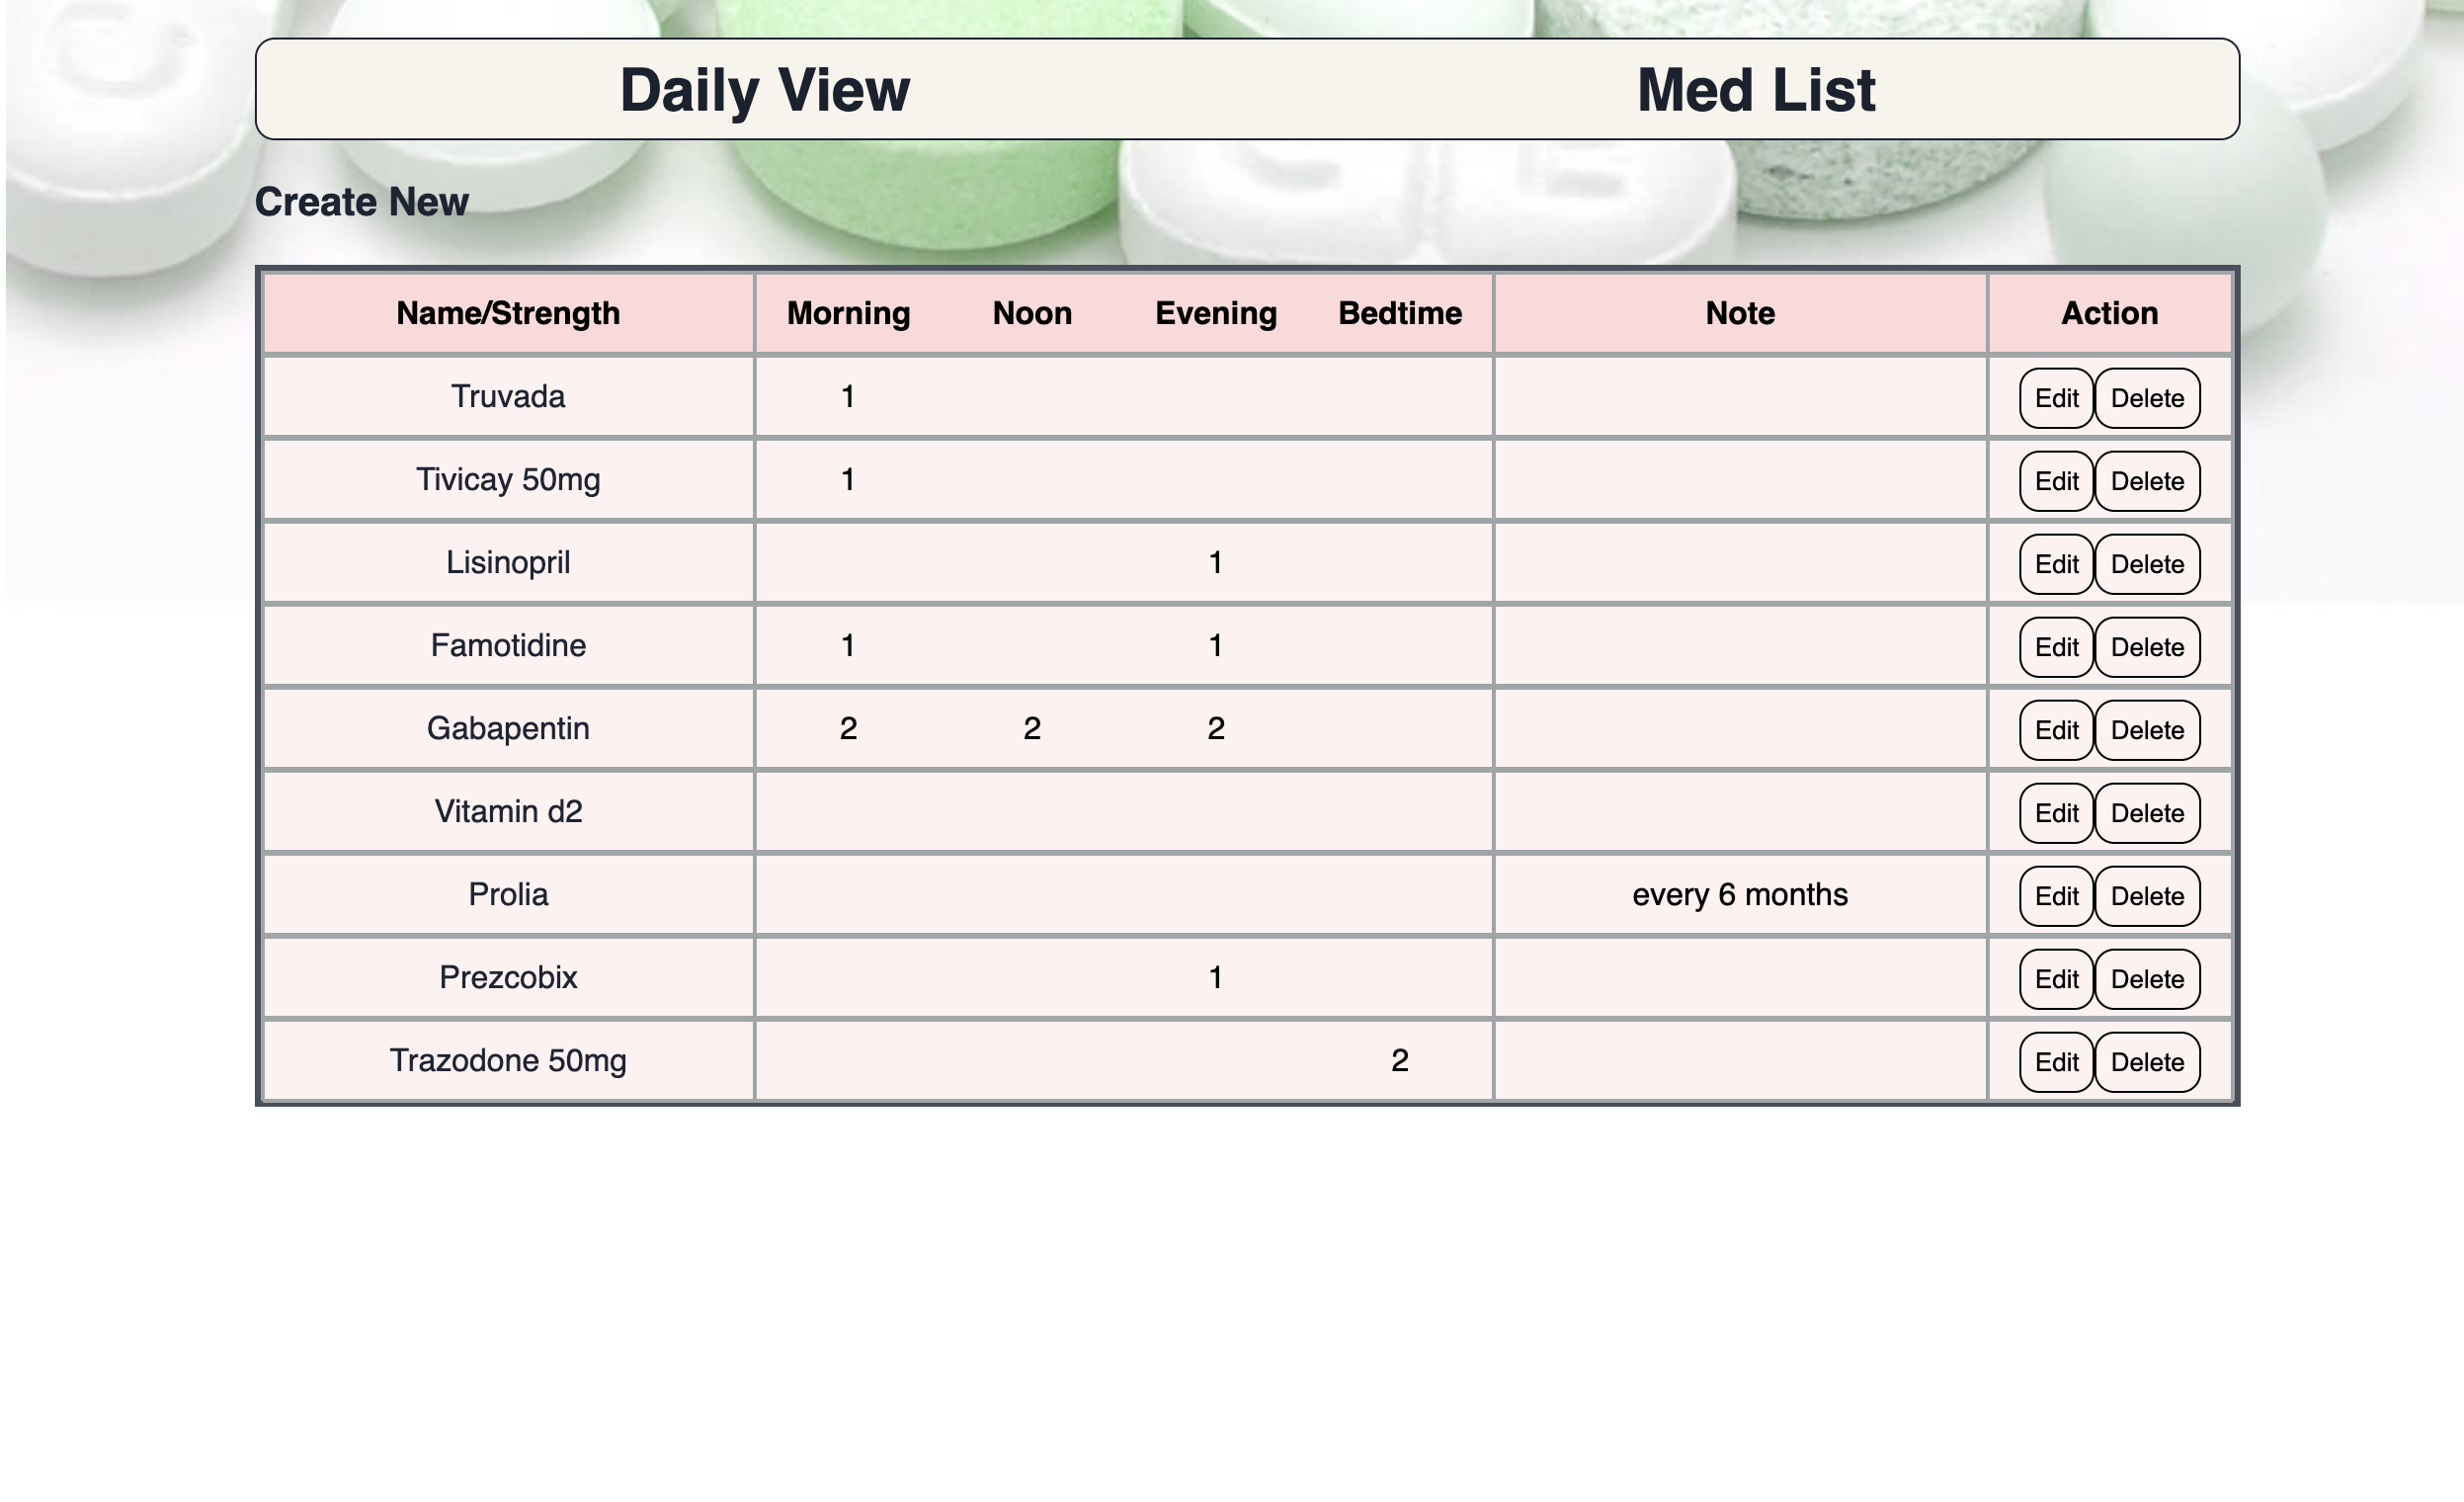 Daily View Med List
Create New
Name/Strength Morning Noon Evening Bedtime Note Action
Truvada 1 Edit Delete
Tivicay 50mg 1 Edit Delete
Lisinopril 1 Edit Delete
Famotidine 1 1 Edit Delete
Gabapentin 2 2 2 Edit Delete
Vitamin d2 Edit Delete
Prolia every 6 months Edit Delete
Prezcobix 1 Edit Delete
Trazodone 50mg 2 Edit Delete